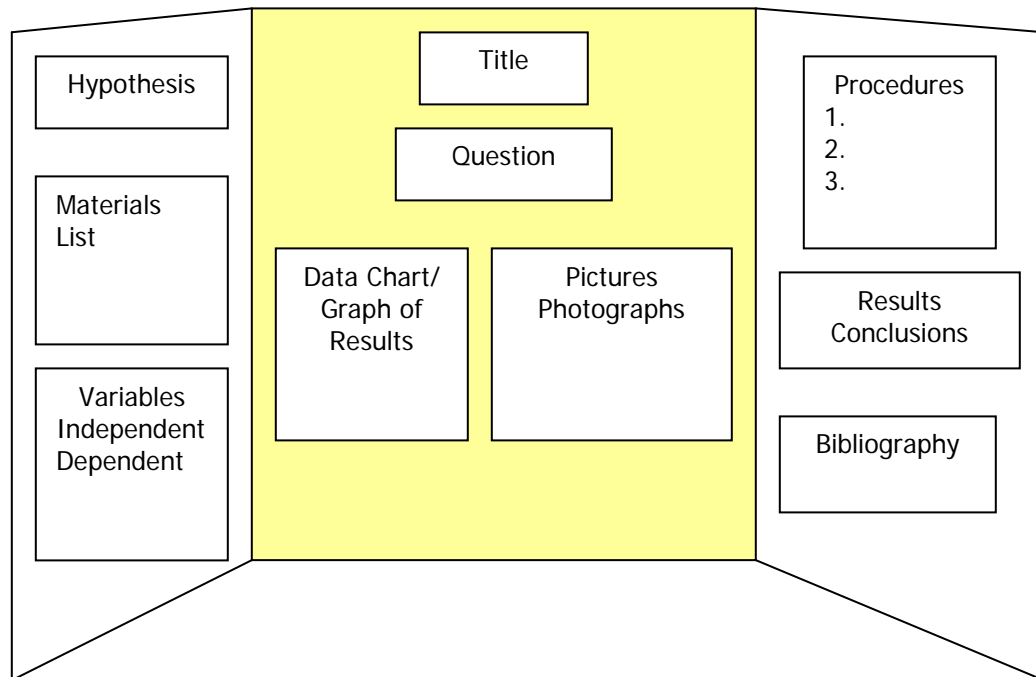 Hypothesis
Materials
List
Variables
Independent
Dependent
Title
Question
Data Chart/
Graph of
Results
Pictures
Photographs
Procedures
1.
2.
3.
Results
Conclusions
Bibliography